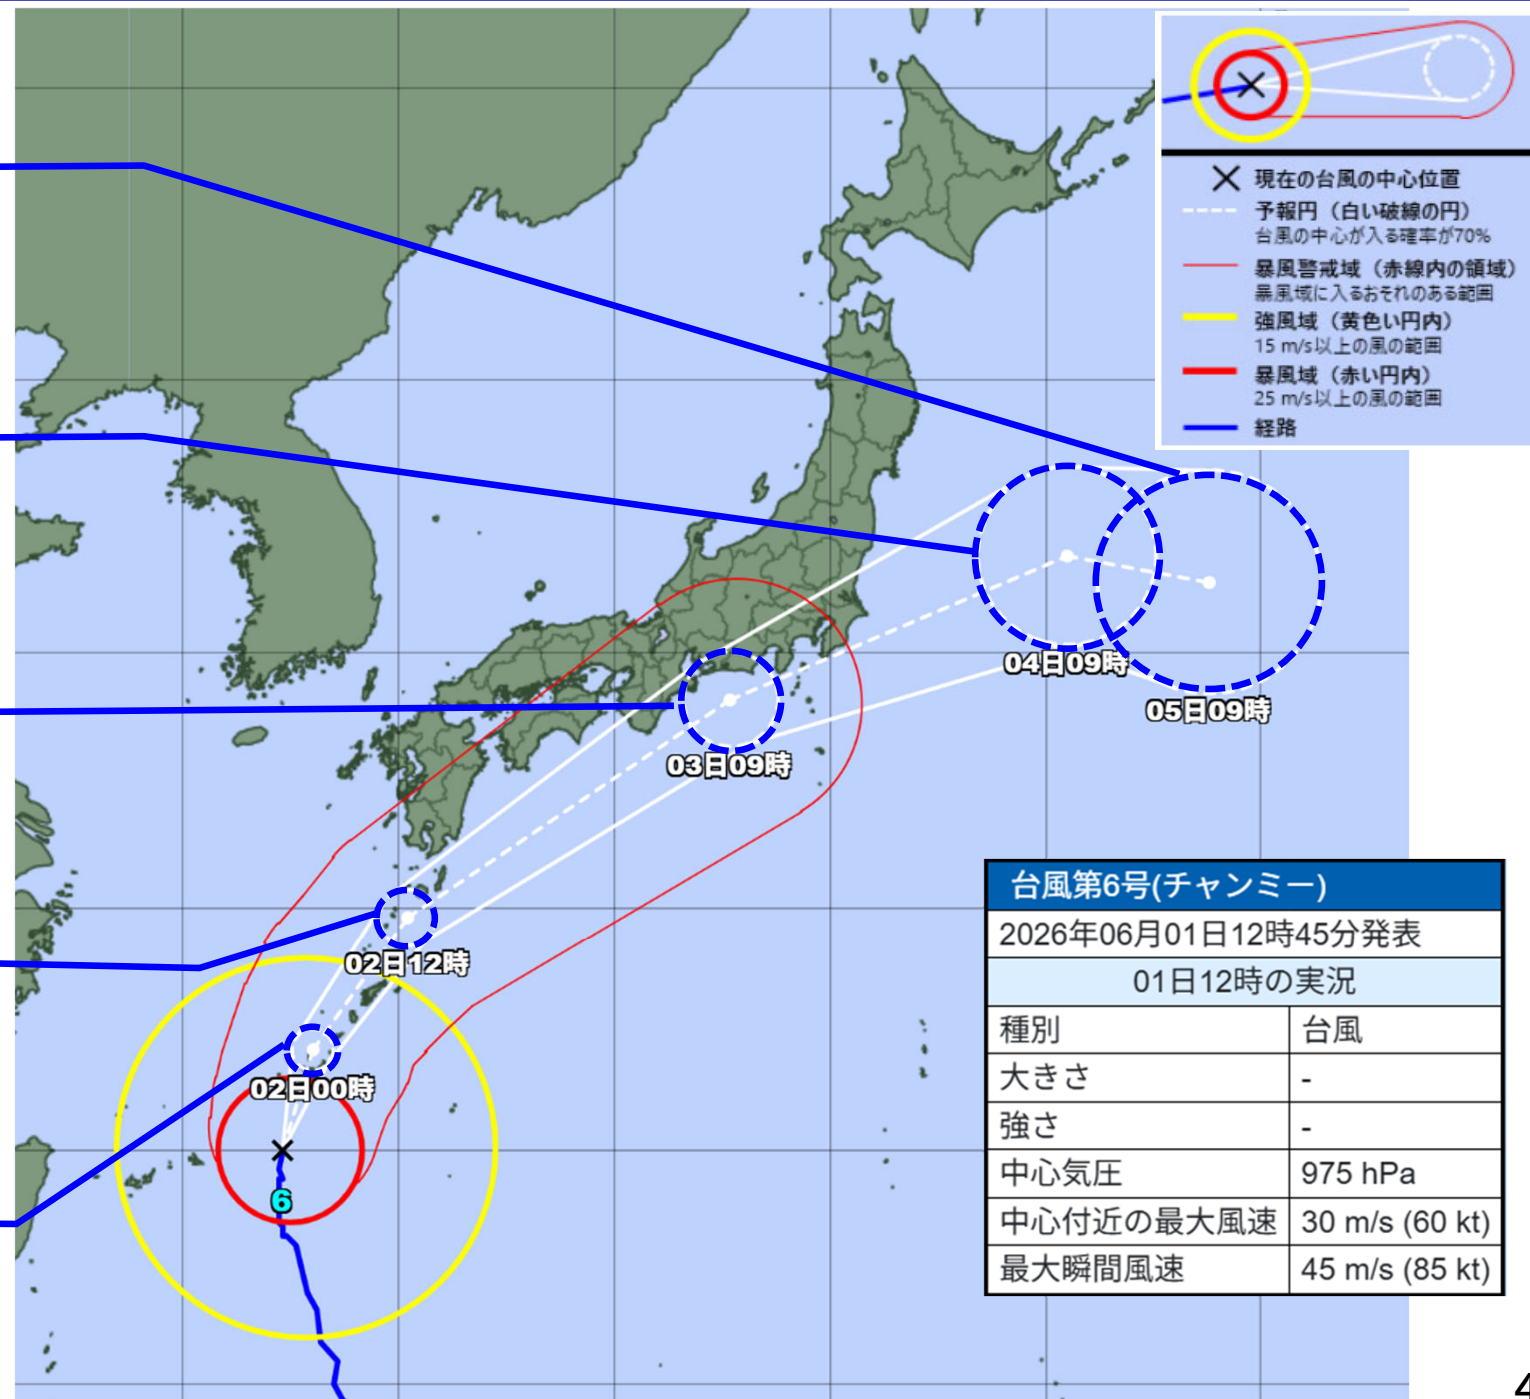 現在の台風の中心位置
予報円（白い破線の円）
台風の中心が入る確率が70%
暴風警戒域（赤線内の領域）
暴風域に入るおそれのある範囲
強風域（黄色い円内）
15 m/s以上の風の範囲
暴風域（赤い円内）
25 m/s以上の風の範囲
経路
04日09時
05日09時
03日09時
02日12時
02日00時
6
台風第6号(チャンミー)
2026年06月01日12時45分発表
01日12時の実況
種別 台風
大きさ -
強さ -
中心気圧 975 hPa
中心付近の最大風速 30 m/s (60 kt)
最大瞬間風速 45 m/s (85 kt)